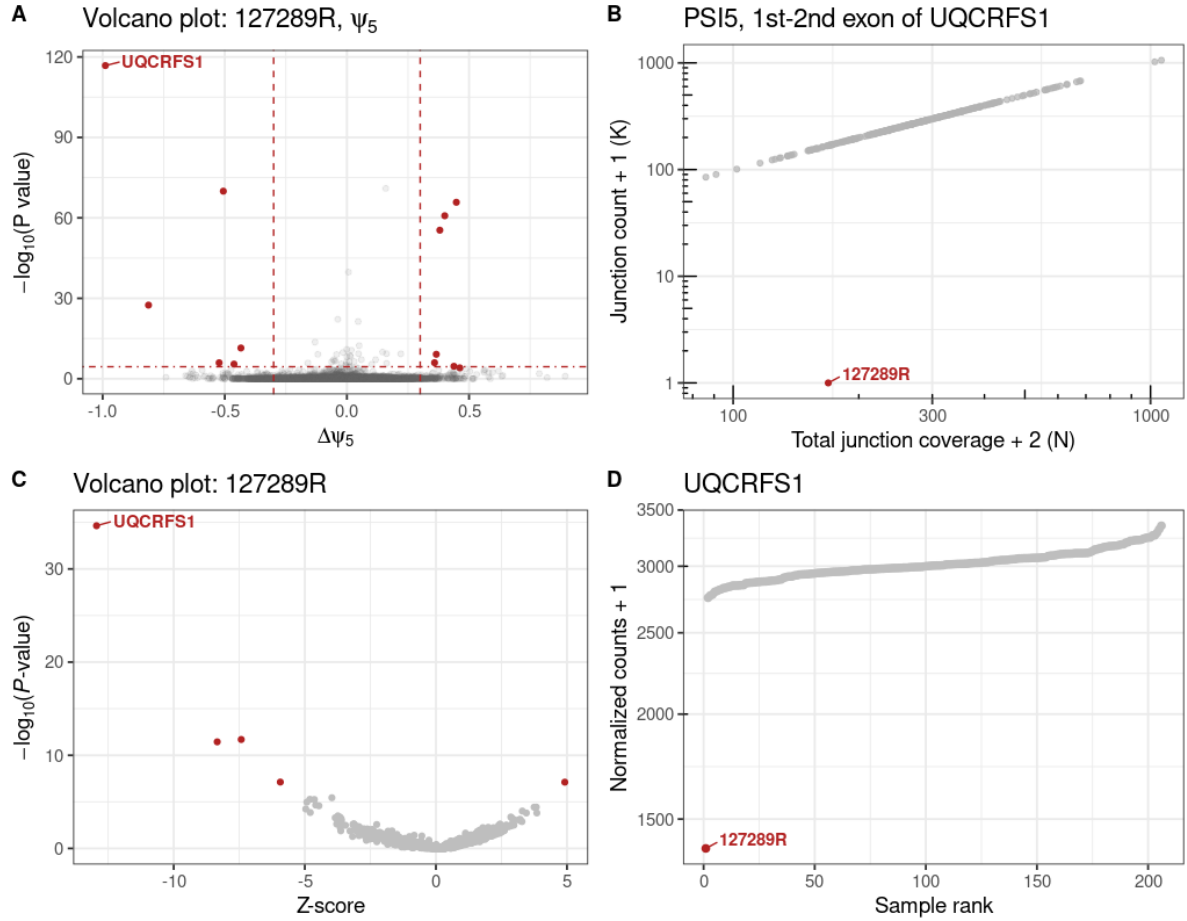 A
Volcano plot: 127289R, ψ5
120
90
60
30
0
−log10(P value)
UQCRFS1
-1.0
-0.5
0.0
0.5
Δψ5
B
PSI5, 1st-2nd exon of UQCRFS1
1000
100
10
1
Junction count + 1 (K)
127289R
100
300
1000
Total junction coverage + 2 (N)
C
Volcano plot: 127289R
30
20
10
0
−log10(P-value)
UQCRFS1
-10
-5
0
5
Z-score
D
UQCRFS1
3500
3000
2500
2000
1500
Normalized counts + 1
127289R
0
50
100
150
200
Sample rank